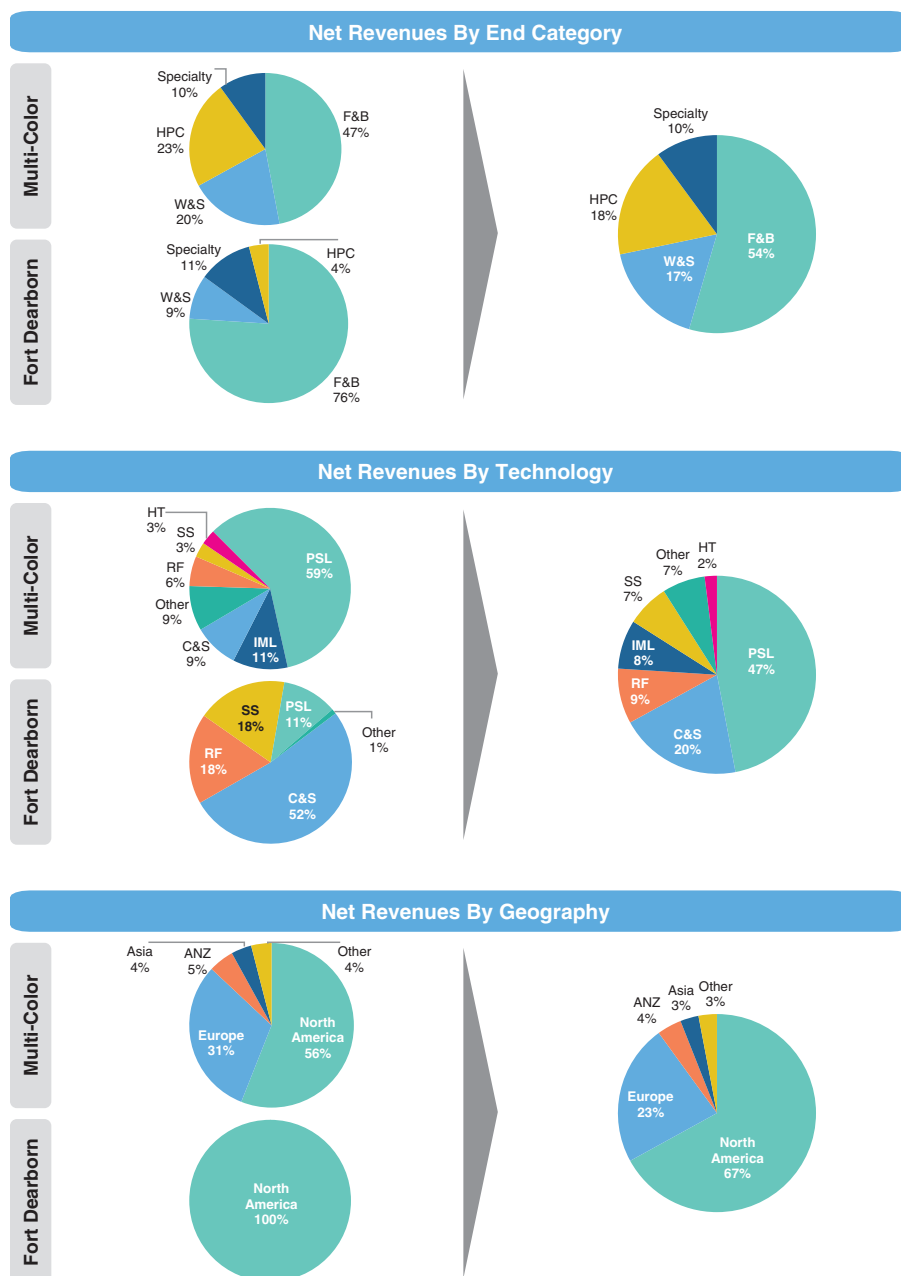 Net Revenues By End Category
Multi-Color
Specialty
10%
F&B
47%
HPC
23%
W&S
20%
Fort Dearborn
Specialty
11%
HPC
4%
W&S
9%
F&B
76%
Specialty
10%
HPC
18%
F&B
54%
W&S
17%
Net Revenues By Technology
Multi-Color
HT
3%
SS
3%
RF
6%
Other
9%
C&S
9%
IML
11%
PSL
59%
Fort Dearborn
SS
18%
PSL
11%
Other
1%
RF
18%
C&S
52%
HT
2%
Other
7%
SS
7%
IML
8%
RF
9%
C&S
20%
PSL
47%
Net Revenues By Geography
Multi-Color
Asia
4%
ANZ
5%
Other
4%
Europe
31%
North
America
56%
Fort Dearborn
North
America
100%
ANZ
4%
Asia
3%
Other
3%
Europe
23%
North
America
67%